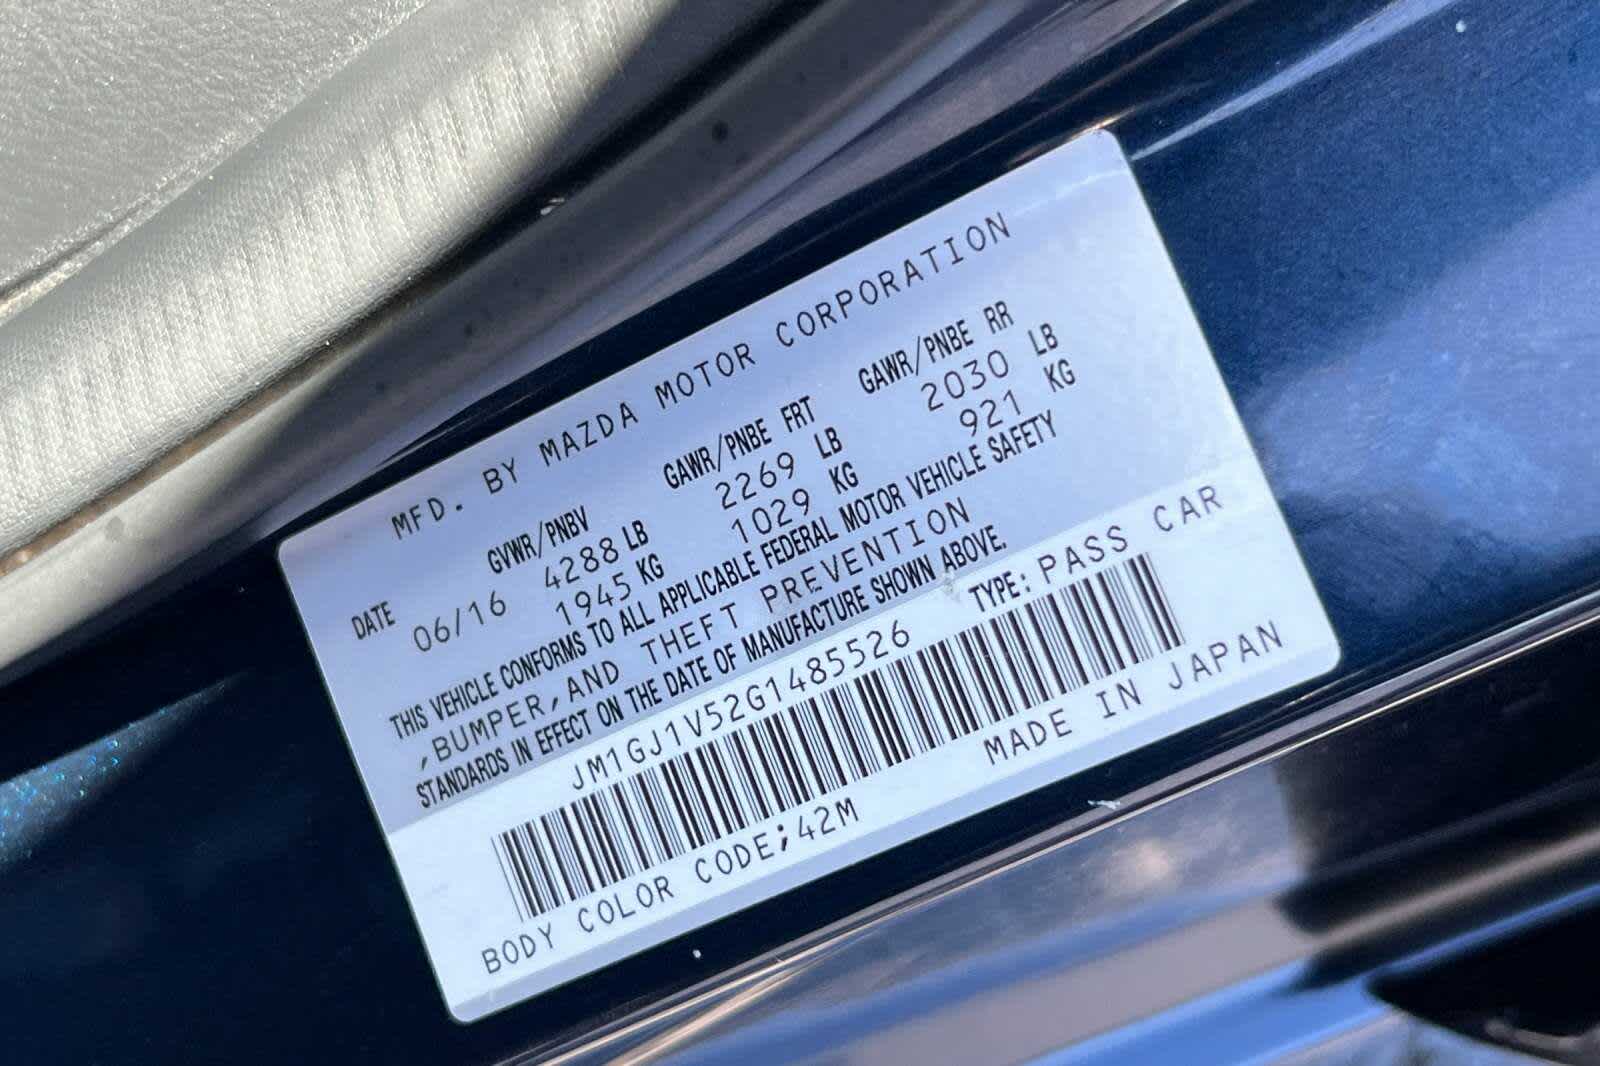 MFD. BY MAZDA MOTOR CORPORATION
GVWR/PNBV GAWR/PNBE FRT GAWR/PNBE RR
DATE 4288 LB 2269 LB 2030 LB
06/16 1945 KG 1029 KG 921 KG
THIS VEHICLE CONFORMS TO ALL APPLICABLE FEDERAL MOTOR VEHICLE SAFETY
,BUMPER,AND THEFT PREVENTION
STANDARDS IN EFFECT ON THE DATE OF MANUFACTURE SHOWN ABOVE.
JM1GJ1V52G1485526 TYPE: PASS CAR
BODY COLOR CODE;42M MADE IN JAPAN